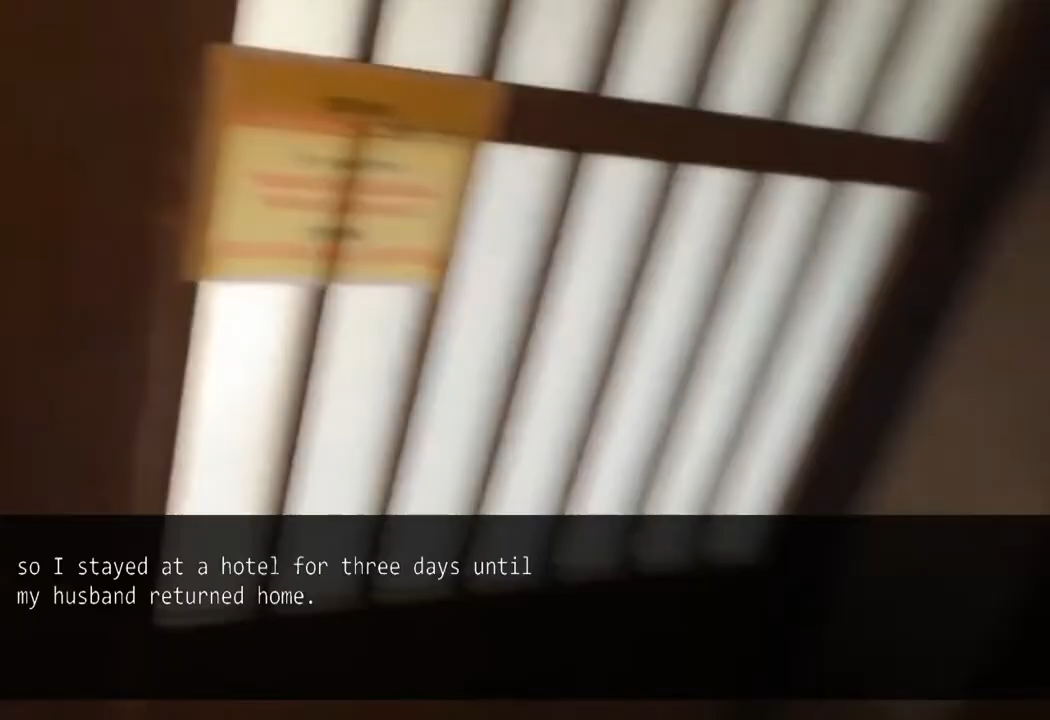 so I stayed at a hotel for three days until
my husband returned home.